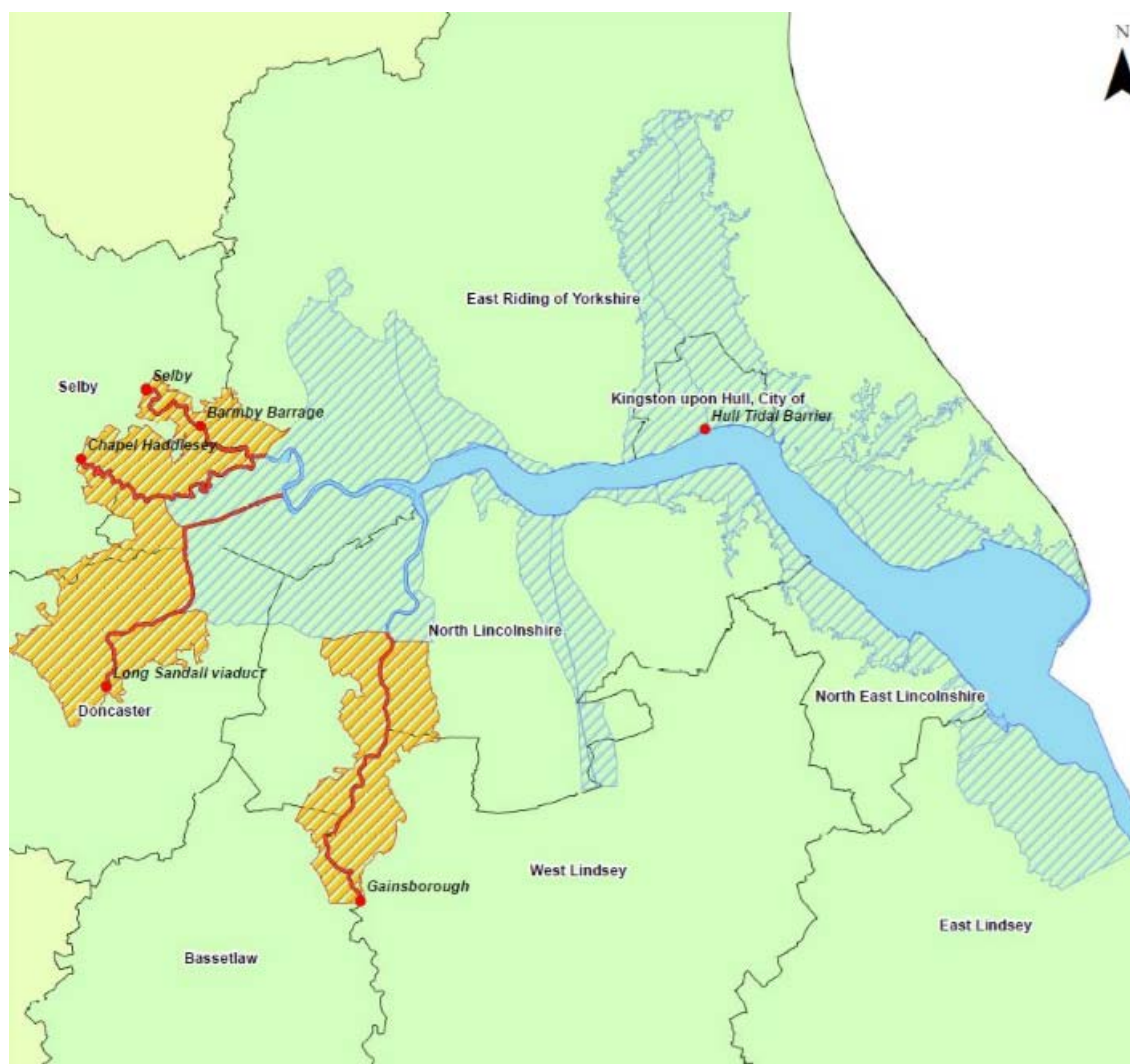 N
East Riding of Yorkshire
Selby
Selby
Kingston upon Hull, City of
Barmby Barrage
Hull Tidal Barrier
Chapel Haddlesey
North Lincolnshire
Long Sandall viaduct
North East Lincolnshire
Doncaster
West Lindsey
Gainsborough
East Lindsey
Bassetlaw